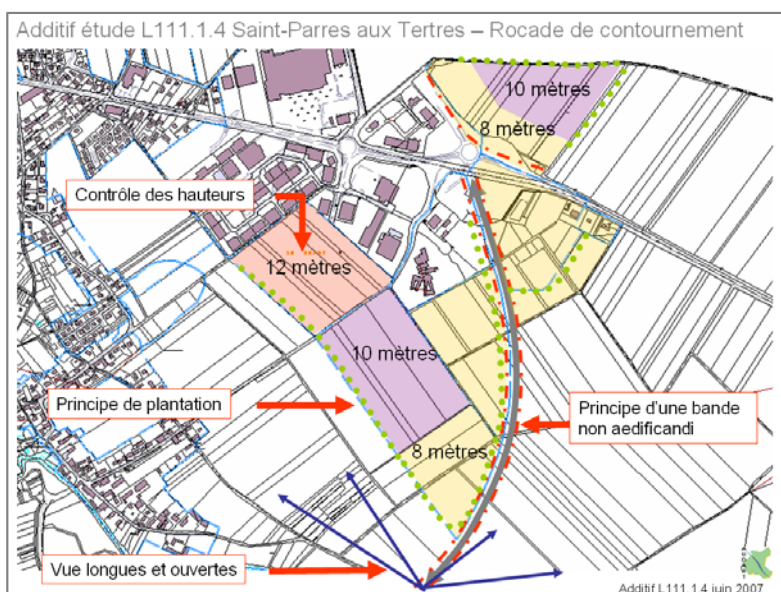 Additif étude L111.1.4 Saint-Parres aux Tertres – Rocade de contournement
10 mètres
8 mètres
Contrôle des hauteurs
12 mètres
10 mètres
Principe de plantation
Principe d'une bande
non aedificandi
8 mètres
Vue longues et ouvertes
Additif L111.1.4 juin 2007